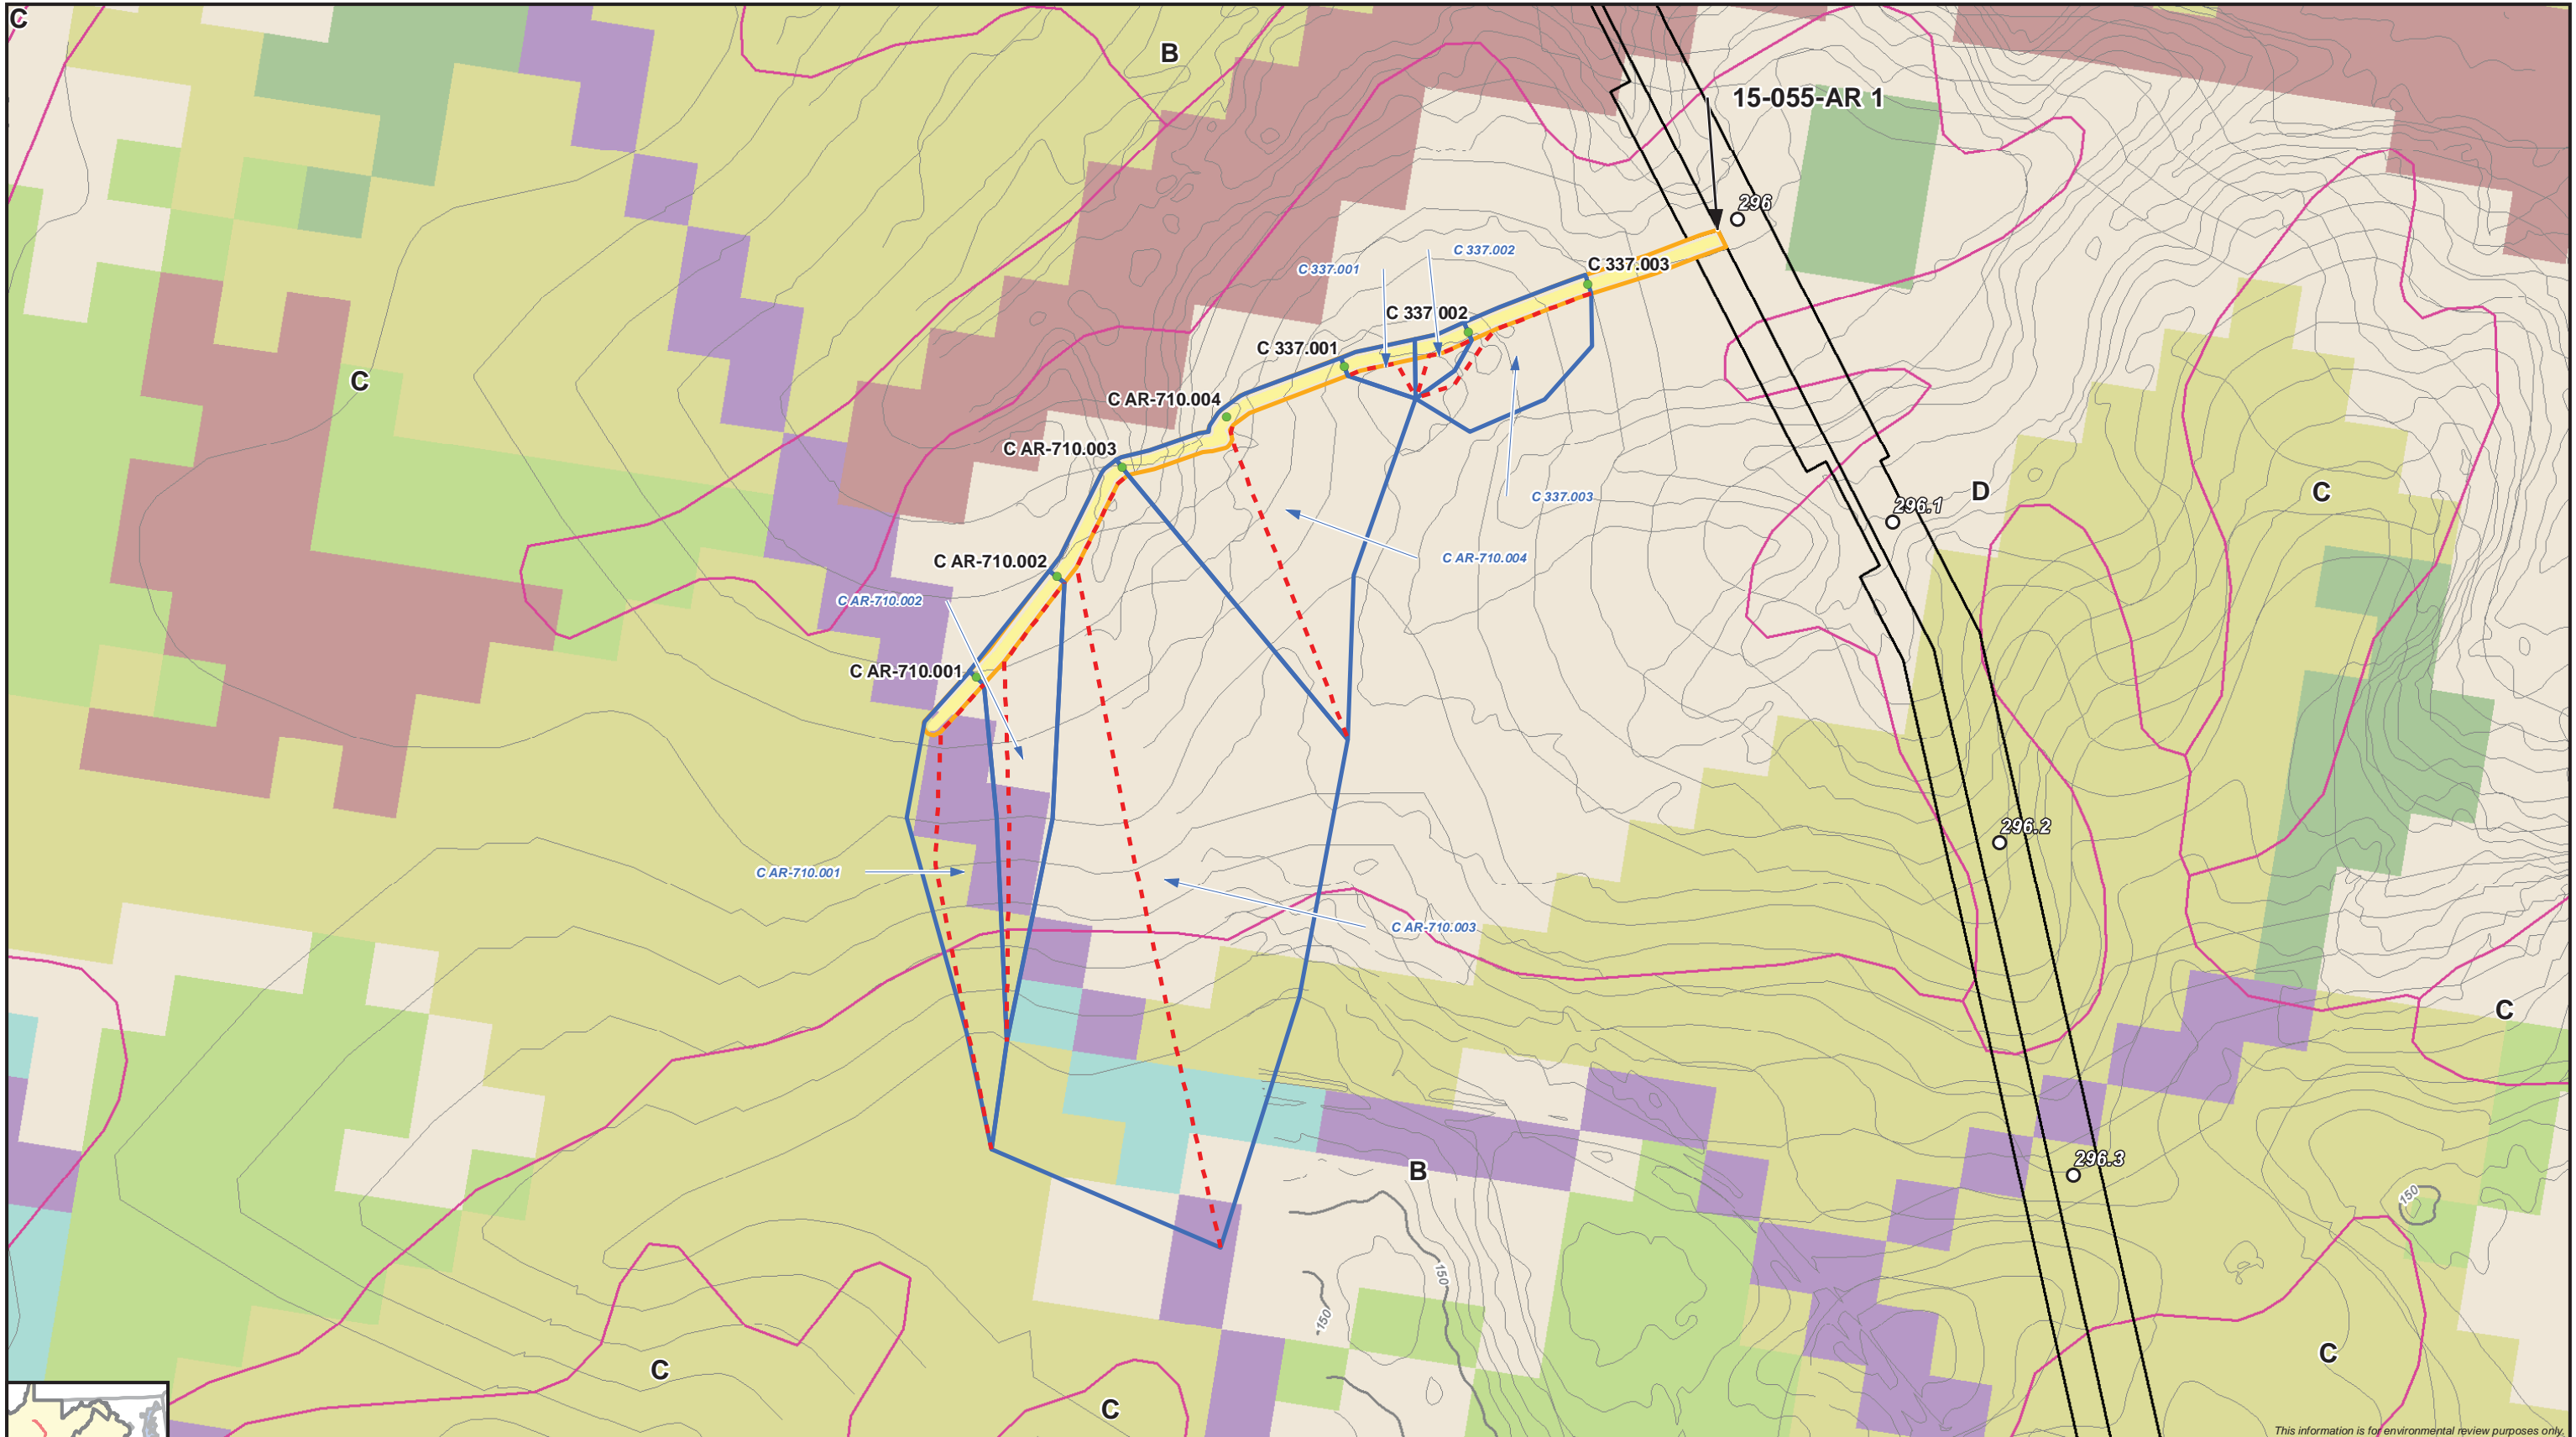 C
B
15-055-AR 1
296
C 337.002
C 337.003
C 337.001
C 337 002
C 337.001
C
C AR-710.004
C AR-710.003
C 337.003
D
C
296.1
C AR-710.004
C AR-710.002
C AR-710.002
C AR-710.001
296.2
C AR-710.001
C AR-710.003
C
296.3
B
150
150
150
C
C
C
This information is for environmental review purposes only.